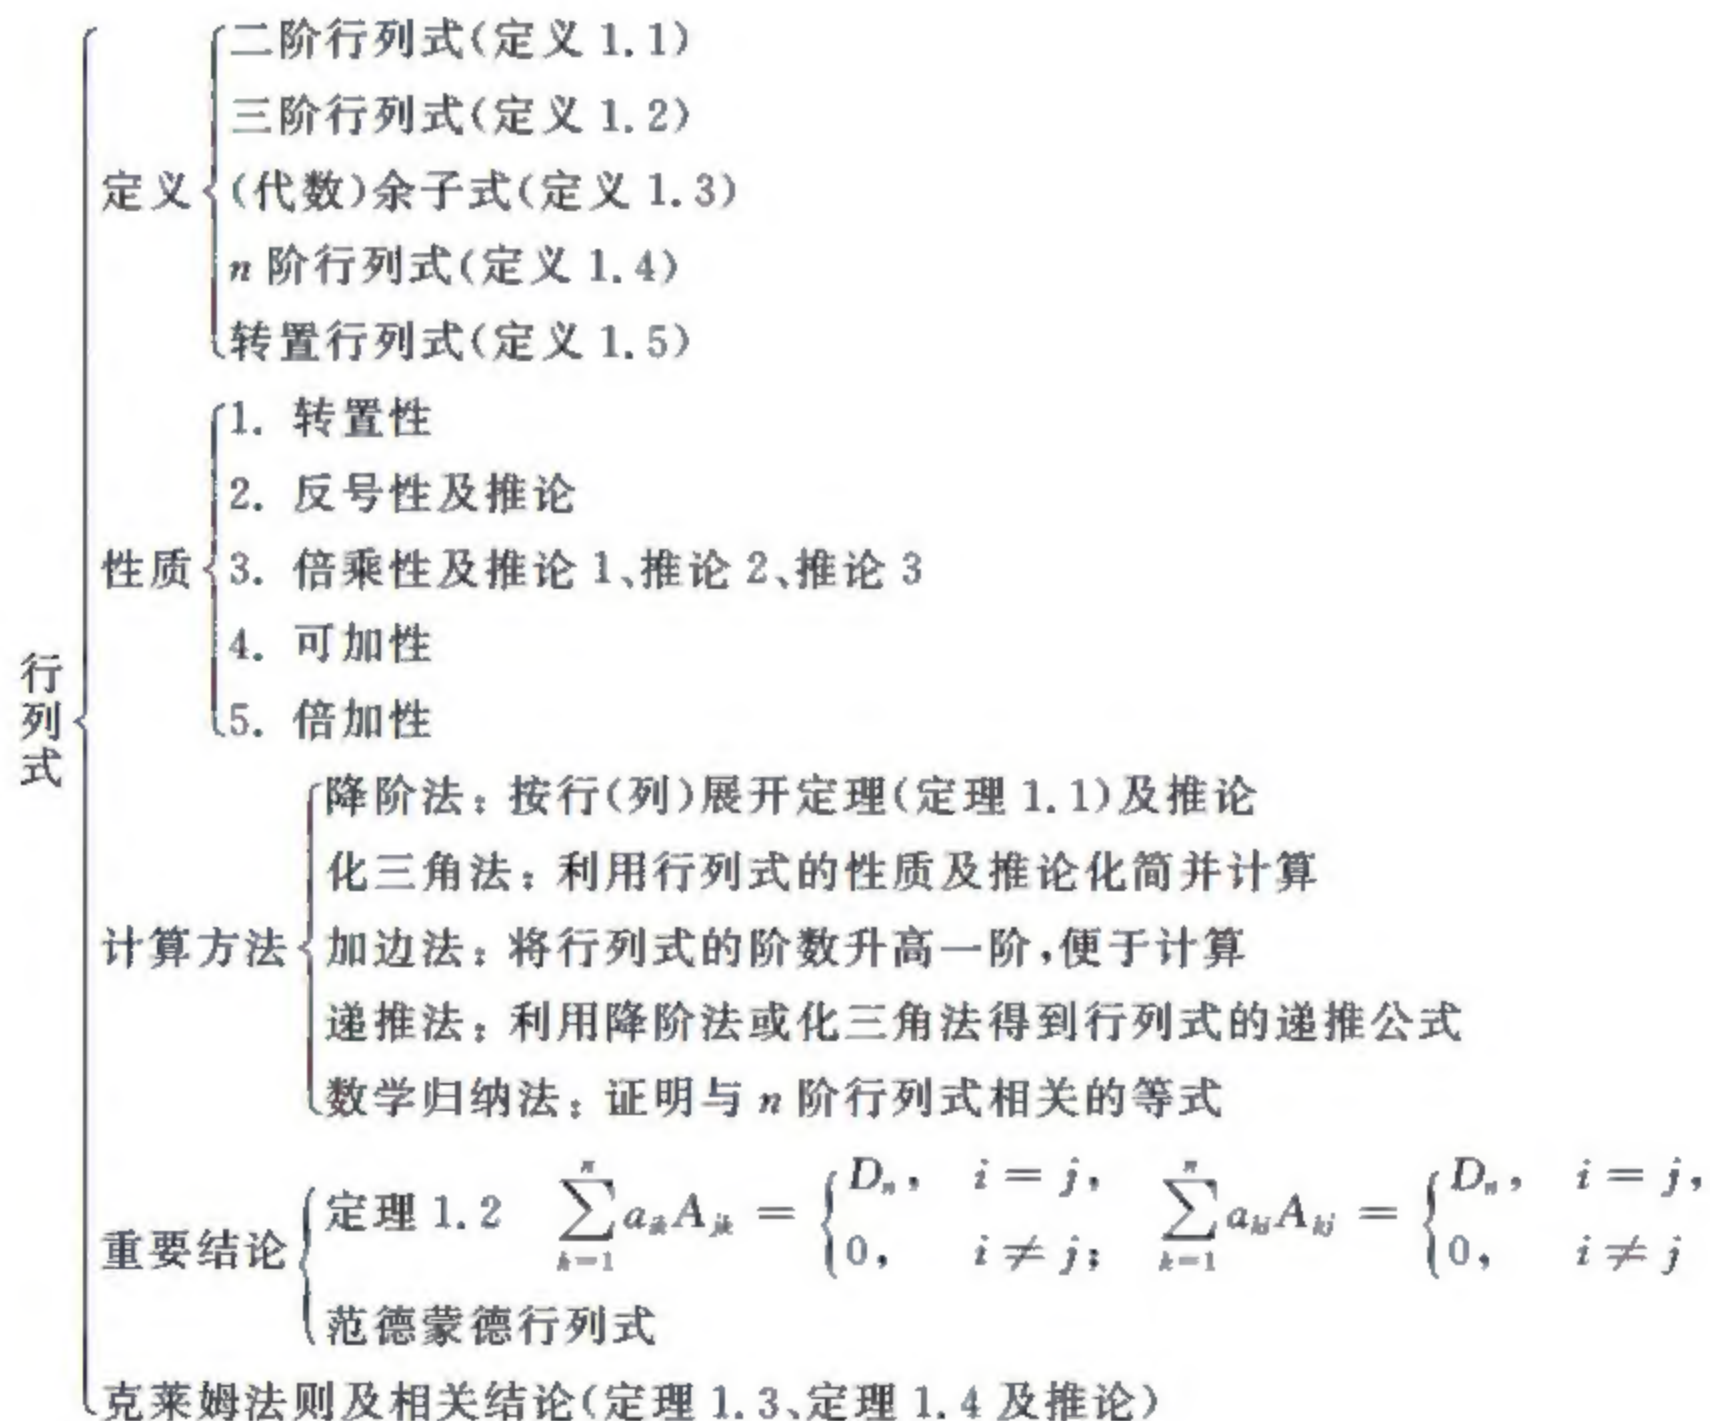 行列式
定义
二阶行列式(定义 1.1)
三阶行列式(定义 1.2)
(代数)余子式(定义 1.3)
n 阶行列式(定义 1.4)
转置行列式(定义 1.5)
性质
1. 转置性
2. 反号性及推论
3. 倍乘性及推论 1、推论 2、推论 3
4. 可加性
5. 倍加性
计算方法
降阶法：按行(列)展开定理(定理 1.1)及推论
化三角法：利用行列式的性质及推论化简并计算
加边法：将行列式的阶数升高一阶,便于计算
递推法：利用降阶法或化三角法得到行列式的递推公式
数学归纳法：证明与 n 阶行列式相关的等式
重要结论
定理 1.2 $\sum_{k=1}^{n} a_{ik}A_{jk} = \begin{cases} D_n, & i=j, \\ 0, & i \neq j; \end{cases}$ $\sum_{k=1}^{n} a_{ki}A_{kj} = \begin{cases} D_n, & i=j, \\ 0, & i \neq j \end{cases}$
范德蒙德行列式
克莱姆法则及相关结论(定理 1.3、定理 1.4 及推论)